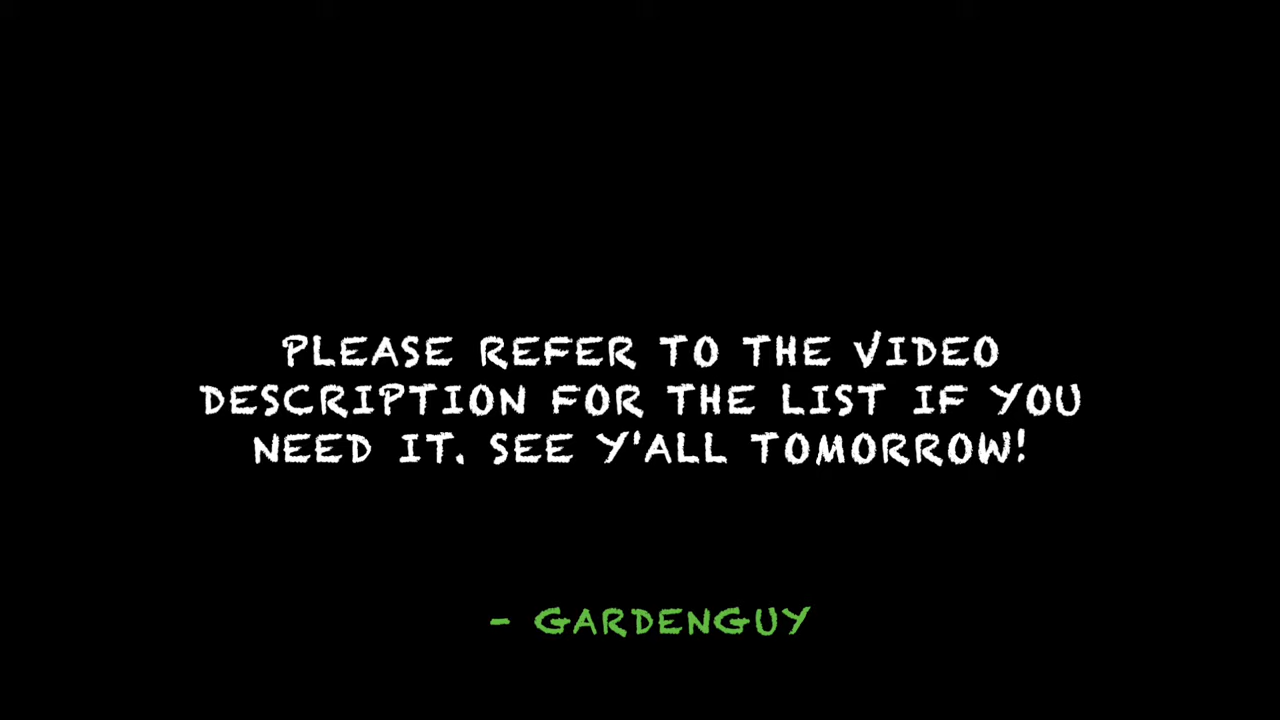 PLEASE REFER TO THE VIDEO
DESCRIPTION FOR THE LIST IF YOU
NEED IT. SEE Y'ALL TOMORROW!
- GARDENGUY